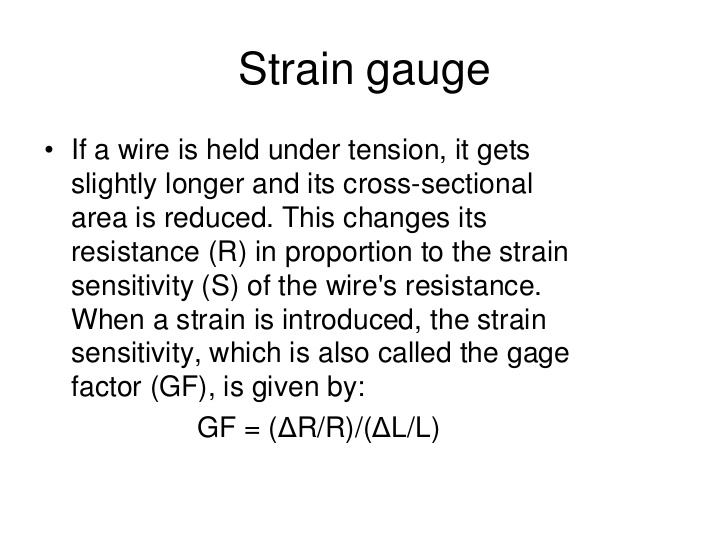 Strain gauge
• If a wire is held under tension, it gets
slightly longer and its cross-sectional
area is reduced. This changes its
resistance (R) in proportion to the strain
sensitivity (S) of the wire's resistance.
When a strain is introduced, the strain
sensitivity, which is also called the gage
factor (GF), is given by:
GF = (ΔR/R)/(ΔL/L)